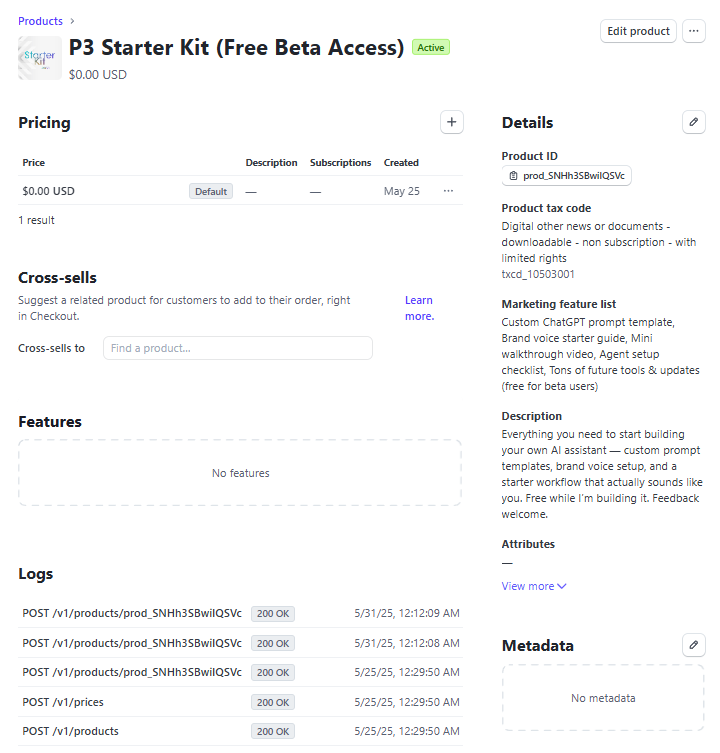 Products
Starter
Kit
P3 Starter Kit (Free Beta Access) Active
$0.00 USD
Edit product
Pricing
Price Description Subscriptions Created
$0.00 USD Default — — May 25
1 result
Cross-sells
Suggest a related product for customers to add to their order, right
in Checkout.
Learn
more.
Cross-sells to Find a product...
Features
No features
Logs
POST /v1/products/prod_SNHh3SBwiIQSVc 200 OK 5/31/25, 12:12:09 AM
POST /v1/products/prod_SNHh3SBwiIQSVc 200 OK 5/31/25, 12:12:08 AM
POST /v1/products/prod_SNHh3SBwiIQSVc 200 OK 5/25/25, 12:29:50 AM
POST /v1/prices 200 OK 5/25/25, 12:29:50 AM
POST /v1/products 200 OK 5/25/25, 12:29:50 AM
Details
Product ID
prod_SNHh3SBwiIQSVc
Product tax code
Digital other news or documents -
downloadable - non subscription - with
limited rights
txcd_10503001
Marketing feature list
Custom ChatGPT prompt template,
Brand voice starter guide, Mini
walkthrough video, Agent setup
checklist, Tons of future tools & updates
(free for beta users)
Description
Everything you need to start building
your own AI assistant — custom prompt
templates, brand voice setup, and a
starter workflow that actually sounds like
you. Free while I'm building it. Feedback
welcome.
Attributes
—
View more
Metadata
No metadata